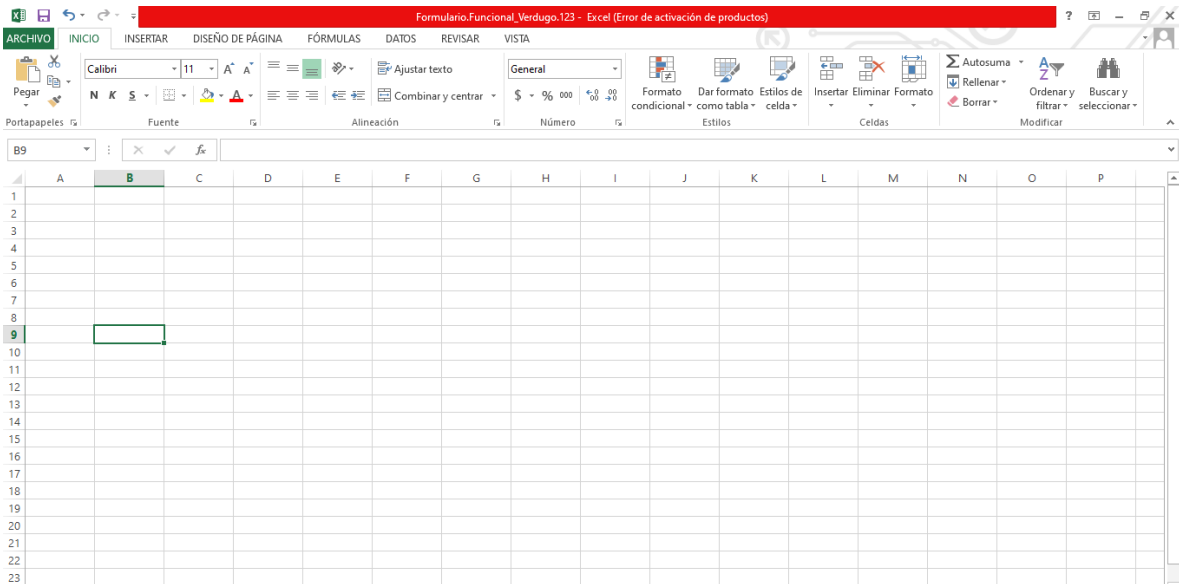 Formulario.Funcional_Verdugo.123 - Excel (Error de activación de productos)
?
ARCHIVO INICIO INSERTAR DISEÑO DE PÁGINA FÓRMULAS DATOS REVISAR VISTA
Pegar
Calibri 11
N K S A
Ajustar texto
Combinar y centrar
General
$ % 000
Formato condicional
Dar formato como tabla
Estilos de celda
Insertar Eliminar Formato
Autosuma
Rellenar
Borrar
Ordenar y filtrar
Buscar y seleccionar
Portapapeles Fuente Alineación Número Estilos Celdas Modificar
B9 fx
A B C D E F G H I J K L M N O P
1
2
3
4
5
6
7
8
9
10
11
12
13
14
15
16
17
18
19
20
21
22
23